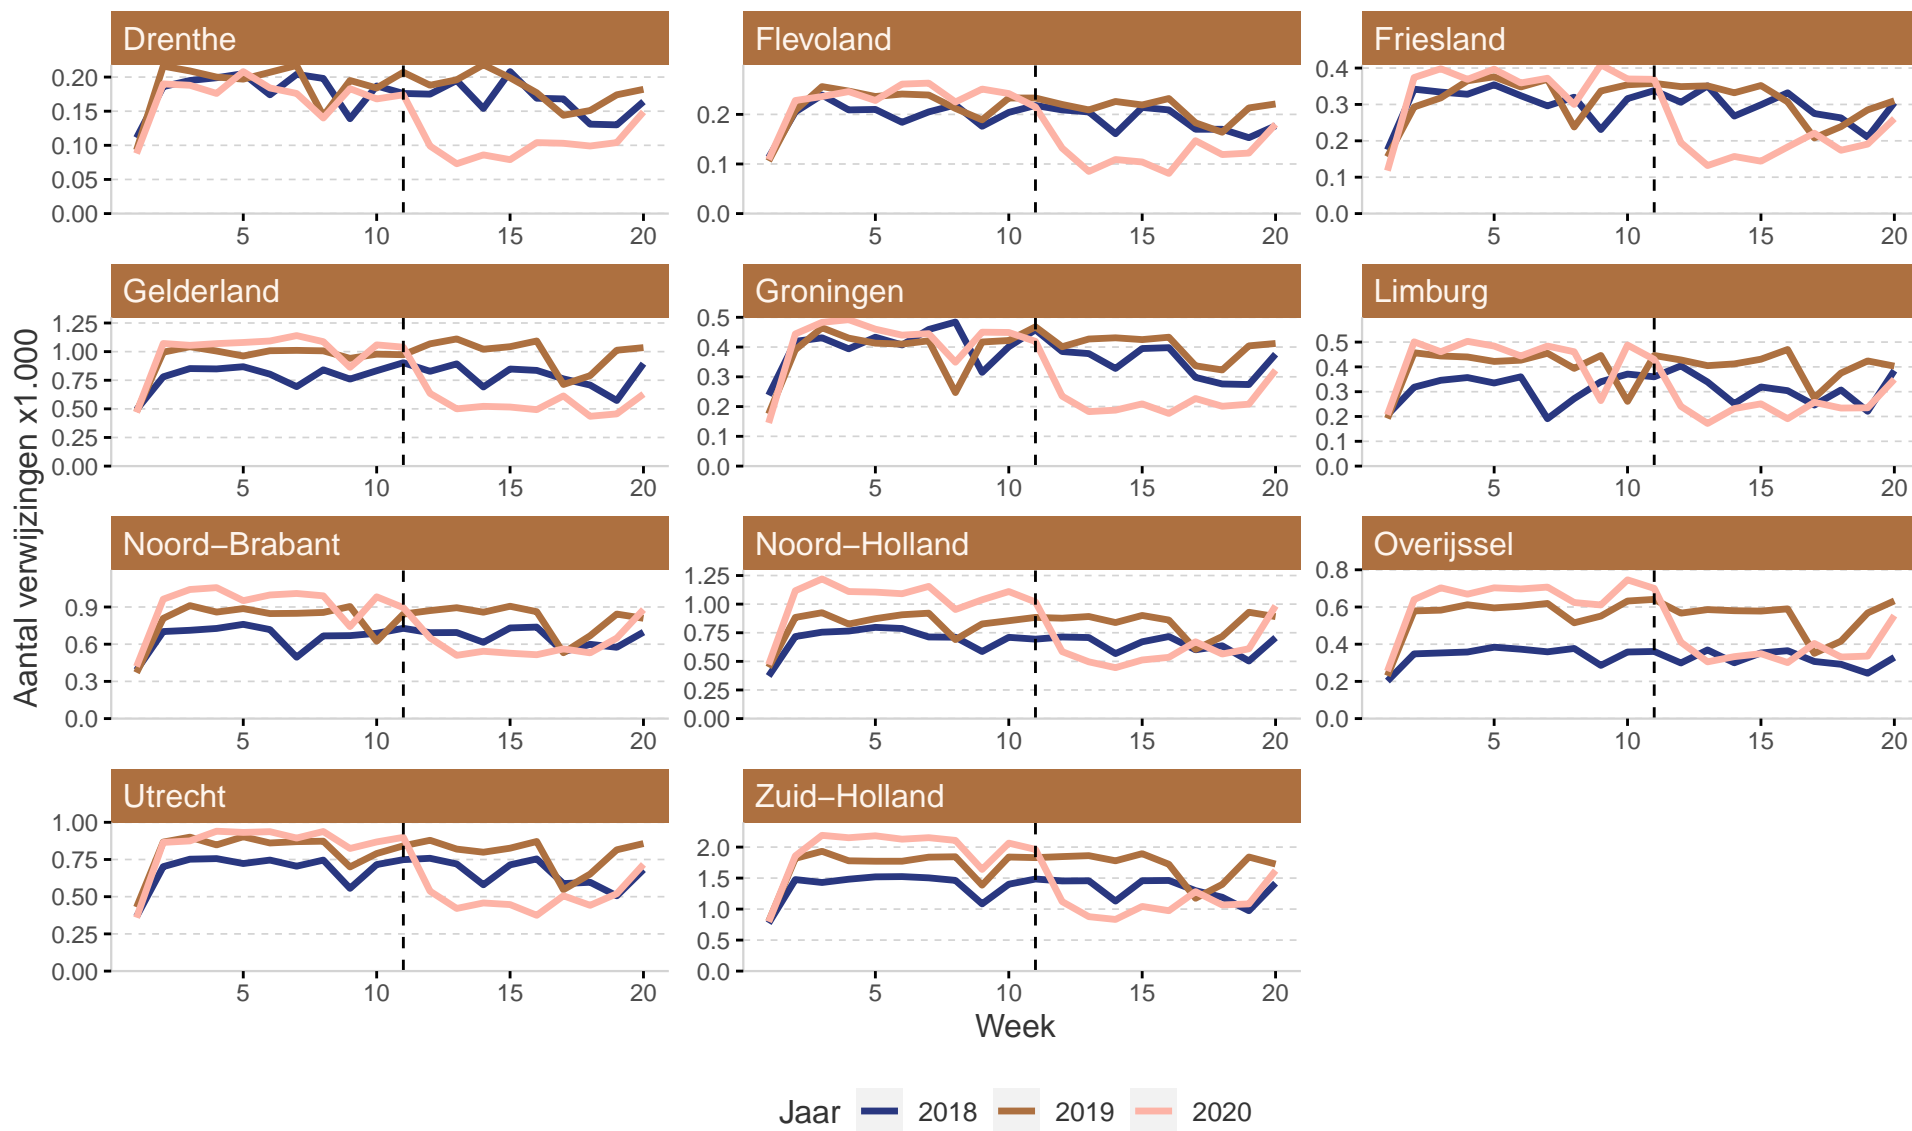 Drenthe
Flevoland
Friesland
0.20
0.15
0.10
0.05
0.00
0.2
0.1
0.0
0.4
0.3
0.2
0.1
0.0
5 10 15 20
5 10 15 20
5 10 15 20
Gelderland
Groningen
Limburg
1.25
1.00
0.75
0.50
0.25
0.00
0.5
0.4
0.3
0.2
0.1
0.0
0.5
0.4
0.3
0.2
0.1
0.0
5 10 15 20
5 10 15 20
5 10 15 20
Aantal verwijzingen x1.000
Noord−Brabant
Noord−Holland
Overijssel
0.9
0.6
0.3
0.0
1.25
1.00
0.75
0.50
0.25
0.00
0.8
0.6
0.4
0.2
0.0
5 10 15 20
5 10 15 20
5 10 15 20
Utrecht
Zuid−Holland
1.00
0.75
0.50
0.25
0.00
2.0
1.5
1.0
0.5
0.0
5 10 15 20
5 10 15 20
Week
Jaar 2018 2019 2020